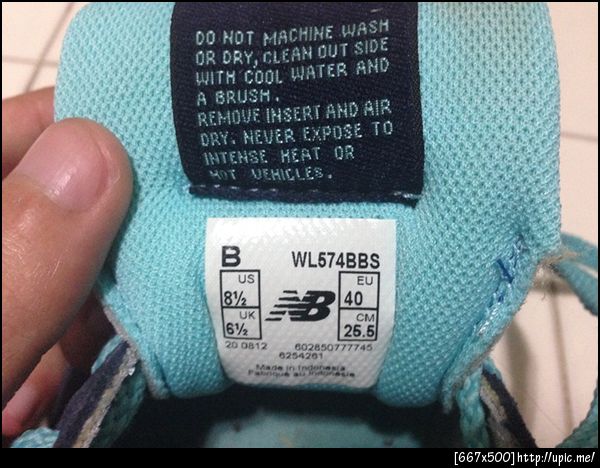 DO NOT MACHINE WASH
OR DRY, CLEAN OUT SIDE
WITH COOL WATER AND
A BRUSH.
REMOVE INSERT AND AIR
DRY. NEVER EXPOSE TO
INTENSE HEAT OR
HOT VEHICLES.
B WL574BBS
US EU
8½ NB 40
UK CM
6½ 25.5
20 0812 602850777745
6254261
Made in Indonesia
Fabriqué au Indonésie
[667x500]http://upic.me/